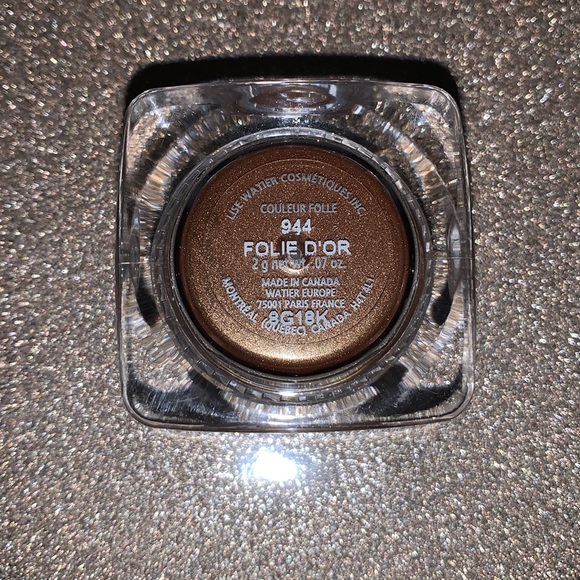 LISE WATIER COSMÉTIQUES INC.
COULEUR FOLLE
944
FOLIE D'OR
2 g net wt. .07 oz.
MADE IN CANADA
WATIER EUROPE
75001 PARIS FRANCE
8G18K
MONTRÉAL (QUÉBEC) CANADA H4T